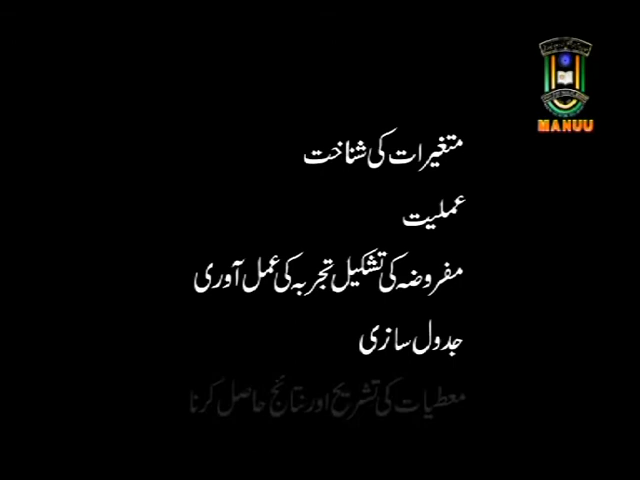 MANUU
متغیرات کی شناخت
عملیت
مفروضہ کی تشکیل تجربہ کی عمل آوری
جدول سازی
معطیات کی تشریح اور نتائج حاصل کرنا